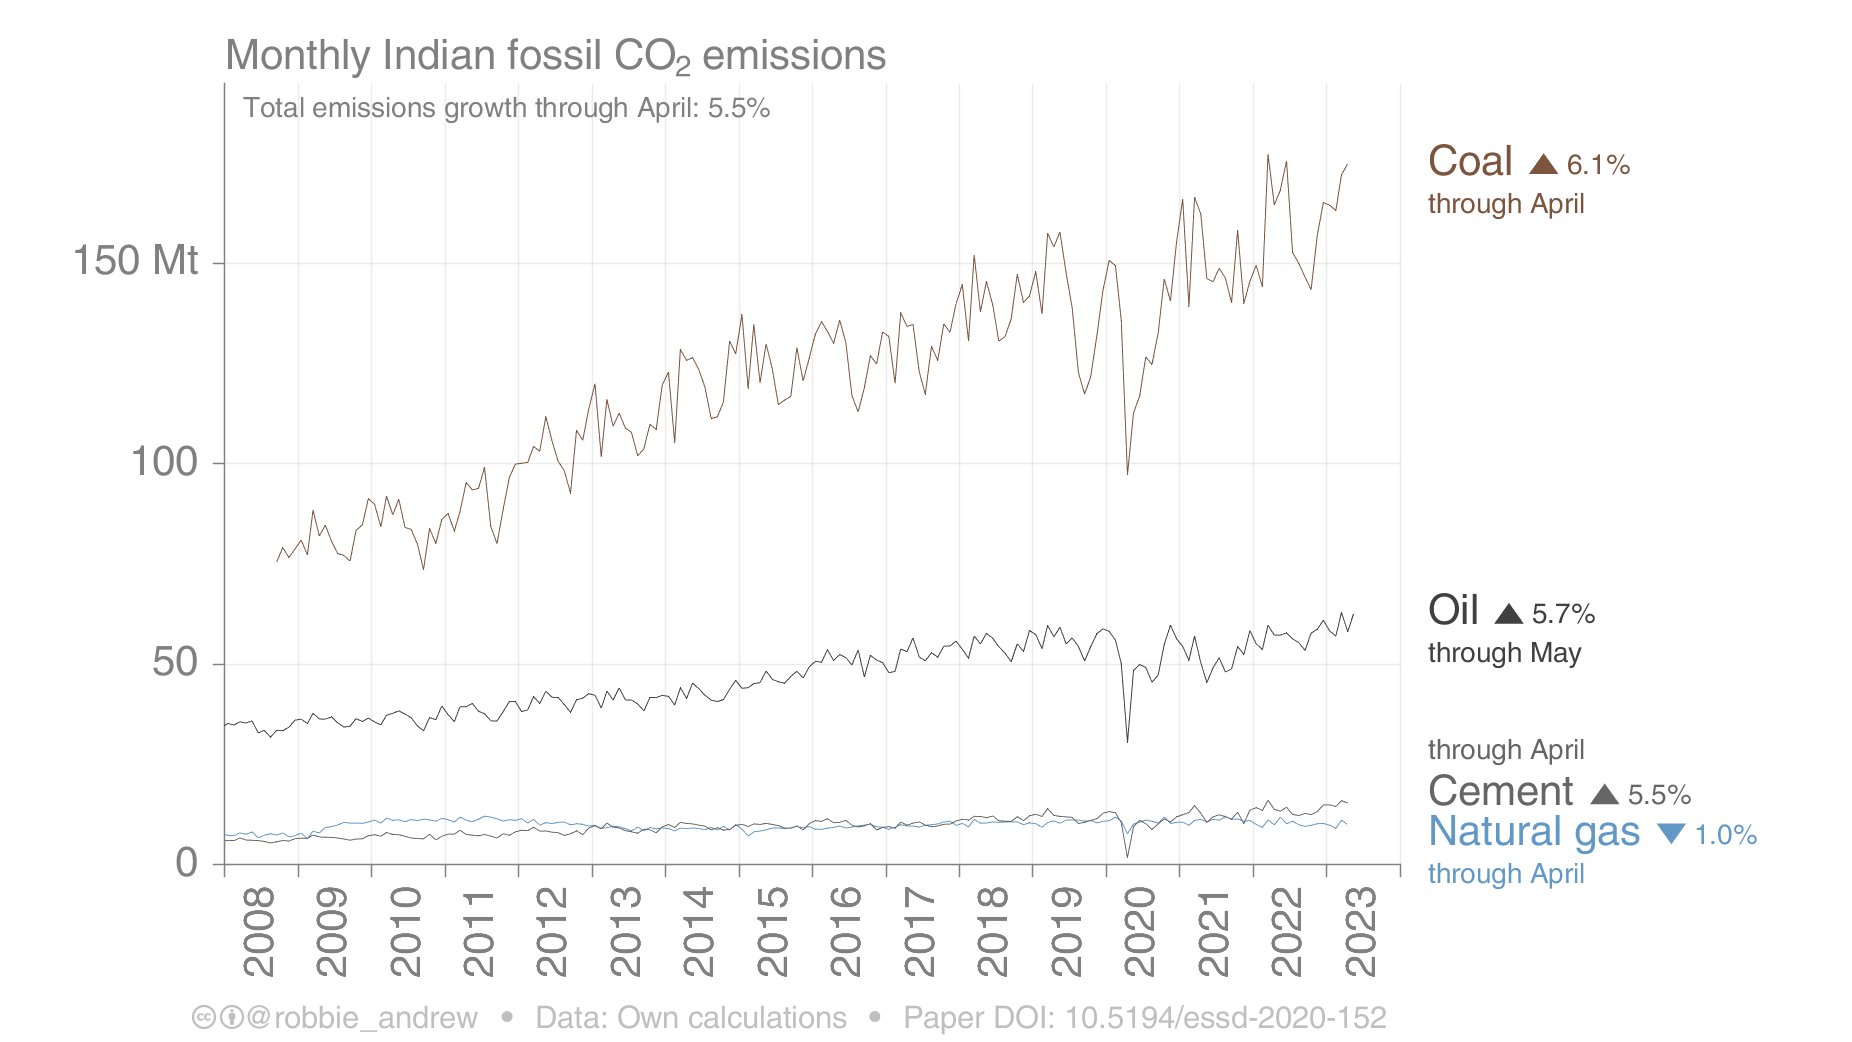 Monthly Indian fossil CO₂ emissions
Total emissions growth through April: 5.5%
150 Mt
100
50
0
2008
2009
2010
2011
2012
2013
2014
2015
2016
2017
2018
2019
2020
2021
2022
2023
Coal ▲ 6.1%
through April
Oil ▲ 5.7%
through May
through April
Cement ▲ 5.5%
Natural gas ▼ 1.0%
through April
@robbie_andrew • Data: Own calculations • Paper DOI: 10.5194/essd-2020-152